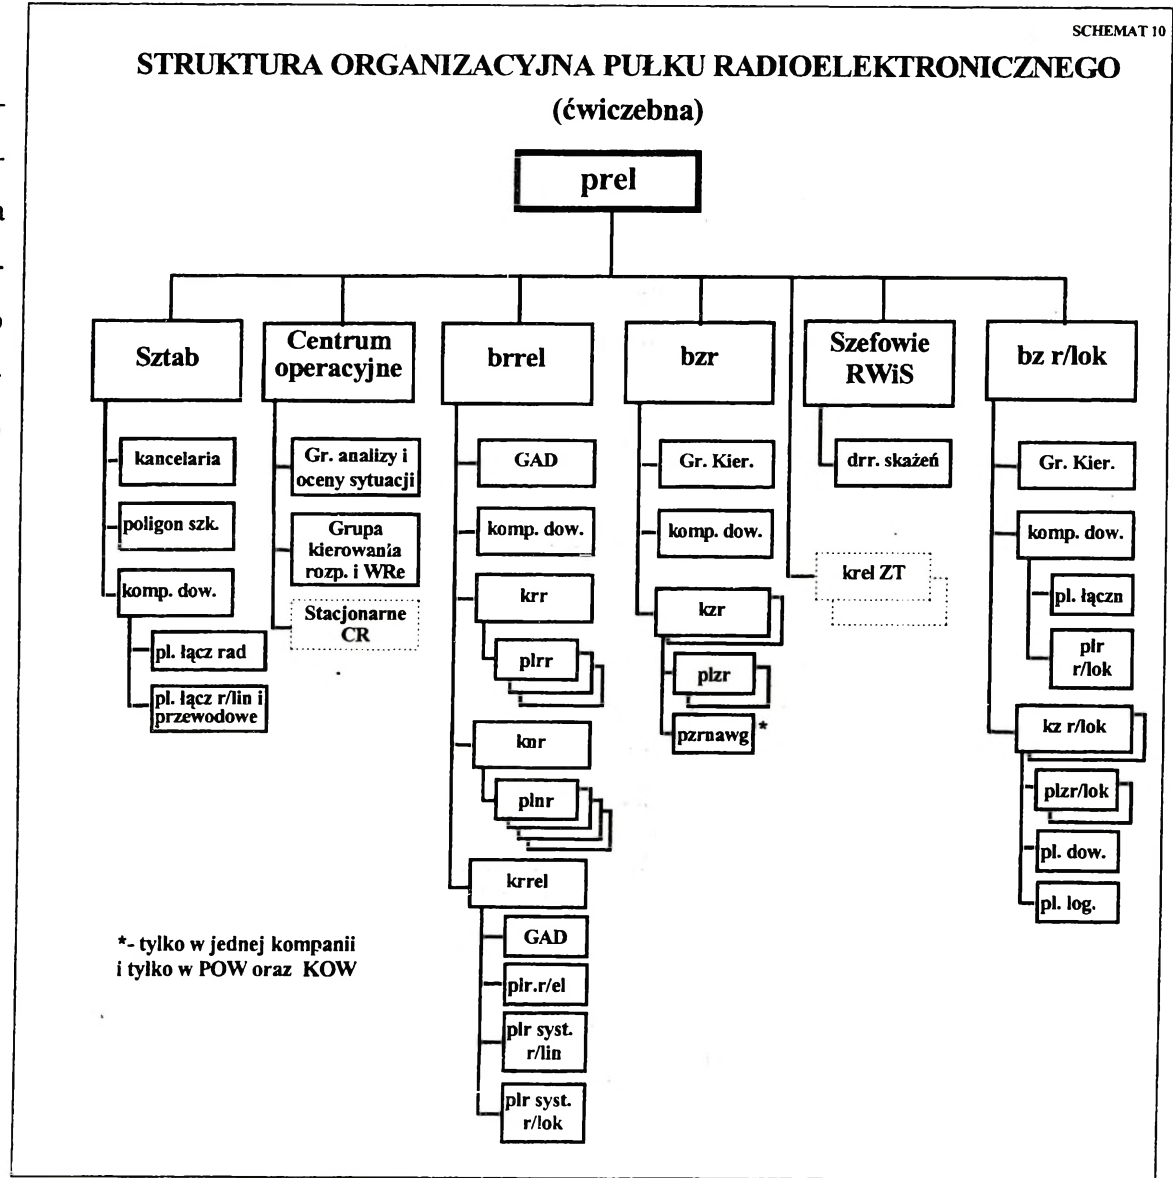 SCHEMAT 10
STRUKTURA ORGANIZACYJNA PUŁKU RADIOELEKTRONICZNEGO
(ćwiczebna)
prel
Sztab
kancelaria
poligon szk.
komp. dow.
pl. łącz rad
pl. łącz r/lin i
przewodowe
Centrum
operacyjne
Gr. analizy i
oceny sytuacji
Grupa
kierowania
rozp. i WRe
Stacjonarne
CR
brrel
GAD
komp. dow.
krr
plrr
knr
plnr
krrel
GAD
plr.r/el
plr syst.
r/lin
plr syst.
r/lok
bzr
Gr. Kier.
komp. dow.
kzr
plzr
pzrnawg *
krel ZT
Szefowie
RWiS
drr. skażeń
bz r/lok
Gr. Kier.
komp. dow.
pl. łączn
plr
r/lok
kz r/lok
plzr/lok
pl. dow.
pl. log.
*- tylko w jednej kompanii
i tylko w POW oraz KOW